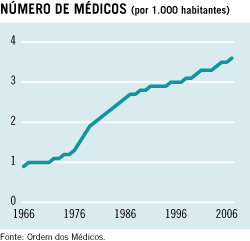 NÚMERO DE MÉDICOS (por 1.000 habitantes)
4
3
2
1
0
1966 1976 1986 1996 2006
Fonte: Ordem dos Médicos.